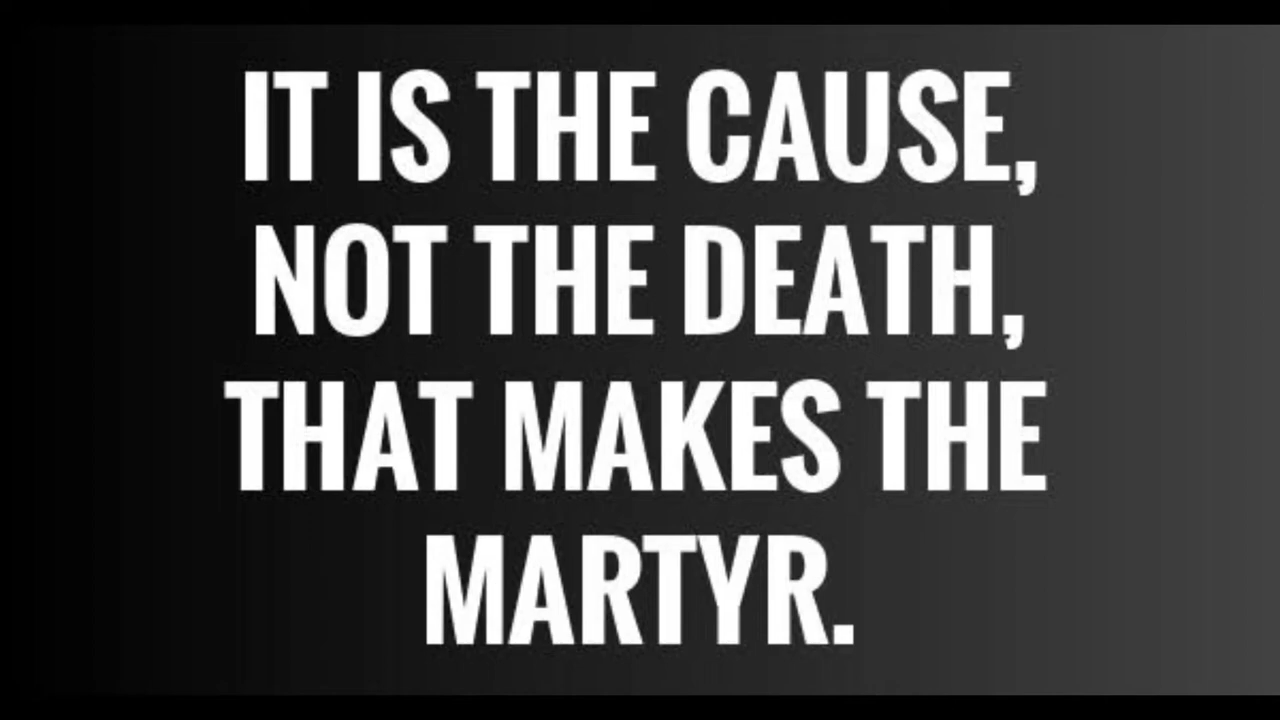 IT IS THE CAUSE,
NOT THE DEATH,
THAT MAKES THE
MARTYR.